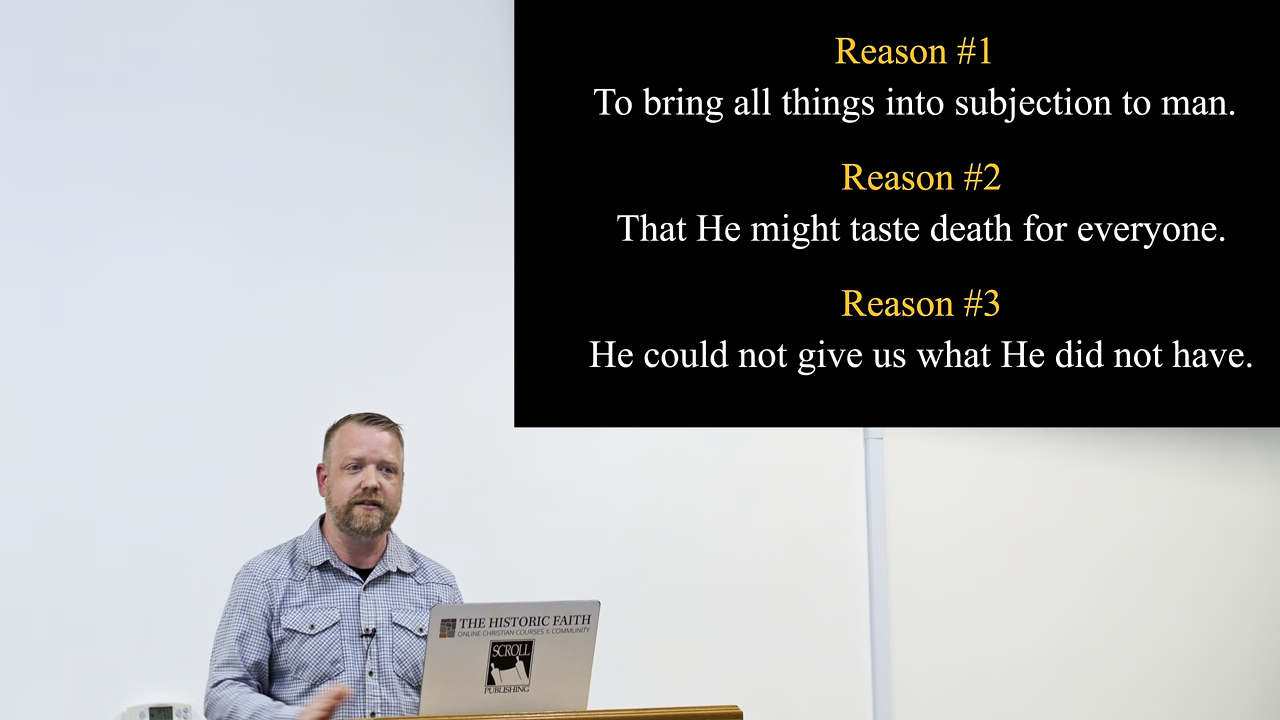 Reason #1
To bring all things into subjection to man.
Reason #2
That He might taste death for everyone.
Reason #3
He could not give us what He did not have.
THE HISTORIC FAITH
ONLINE CHRISTIAN COURSES & COMMUNITY
SCROLL
PUBLISHING